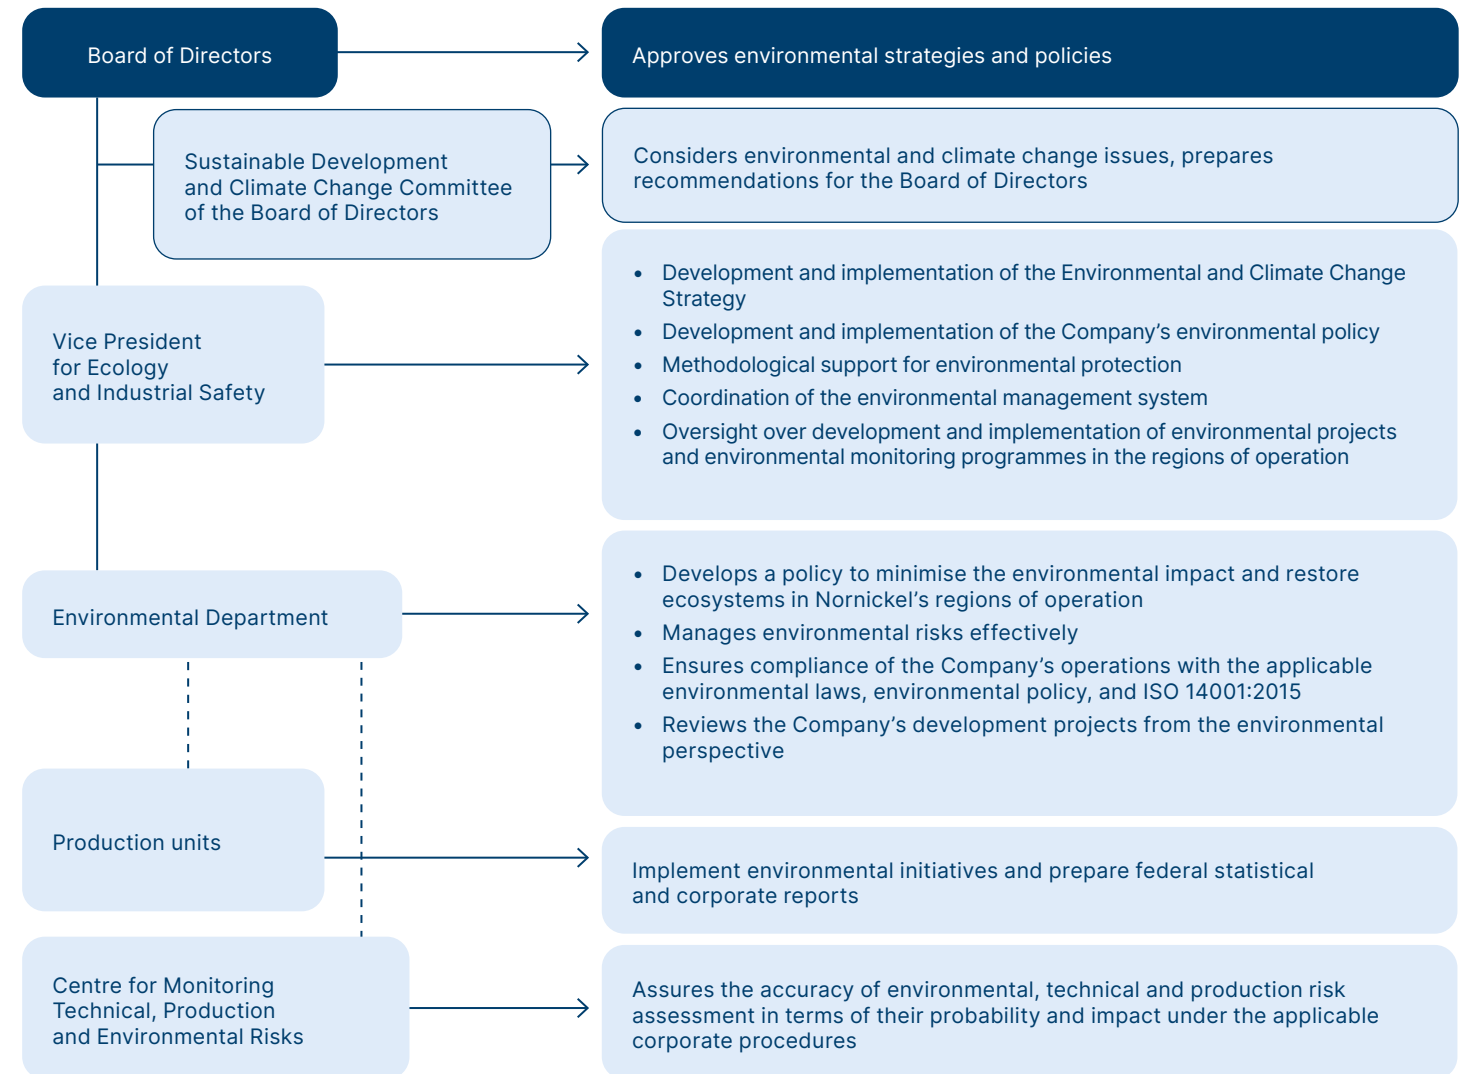 Board of Directors
Approves environmental strategies and policies
Sustainable Development
and Climate Change Committee
of the Board of Directors
Considers environmental and climate change issues, prepares
recommendations for the Board of Directors
Vice President
for Ecology
and Industrial Safety
• Development and implementation of the Environmental and Climate Change
Strategy
• Development and implementation of the Company’s environmental policy
• Methodological support for environmental protection
• Coordination of the environmental management system
• Oversight over development and implementation of environmental projects
and environmental monitoring programmes in the regions of operation
Environmental Department
• Develops a policy to minimise the environmental impact and restore
ecosystems in Nornickel’s regions of operation
• Manages environmental risks effectively
• Ensures compliance of the Company’s operations with the applicable
environmental laws, environmental policy, and ISO 14001:2015
• Reviews the Company’s development projects from the environmental
perspective
Production units
Implement environmental initiatives and prepare federal statistical
and corporate reports
Centre for Monitoring
Technical, Production
and Environmental Risks
Assures the accuracy of environmental, technical and production risk
assessment in terms of their probability and impact under the applicable
corporate procedures